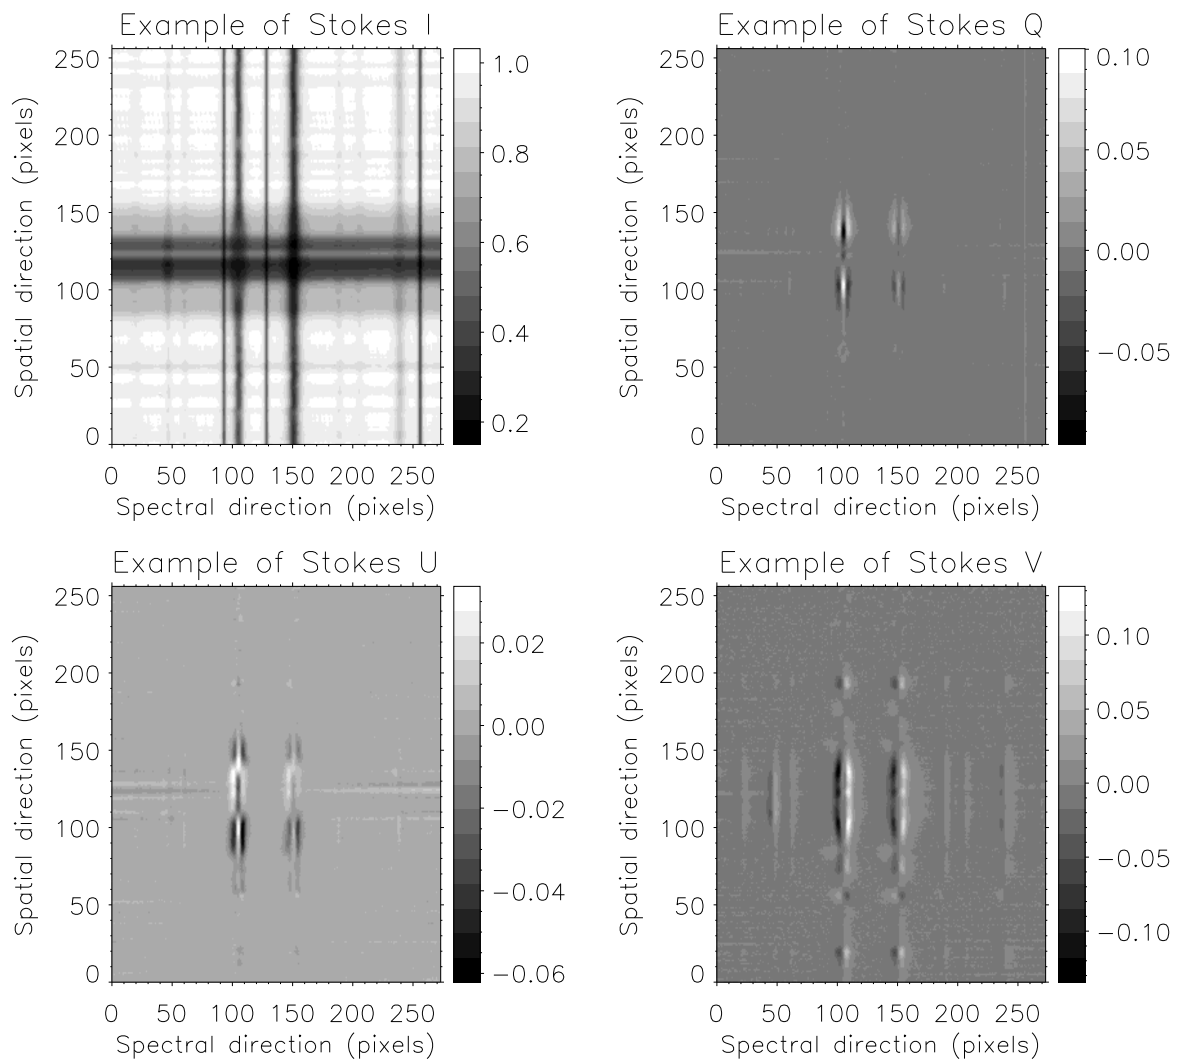 Example of Stokes I
250
200
150
100
50
0
0 50 100 150 200 250
Spectral direction (pixels)
Spatial direction (pixels)
1.0
0.8
0.6
0.4
0.2
Example of Stokes Q
250
200
150
100
50
0
0 50 100 150 200 250
Spectral direction (pixels)
Spatial direction (pixels)
0.10
0.05
0.00
−0.05
Example of Stokes U
250
200
150
100
50
0
0 50 100 150 200 250
Spectral direction (pixels)
Spatial direction (pixels)
0.02
0.00
−0.02
−0.04
−0.06
Example of Stokes V
250
200
150
100
50
0
0 50 100 150 200 250
Spectral direction (pixels)
Spatial direction (pixels)
0.10
0.05
0.00
−0.05
−0.10